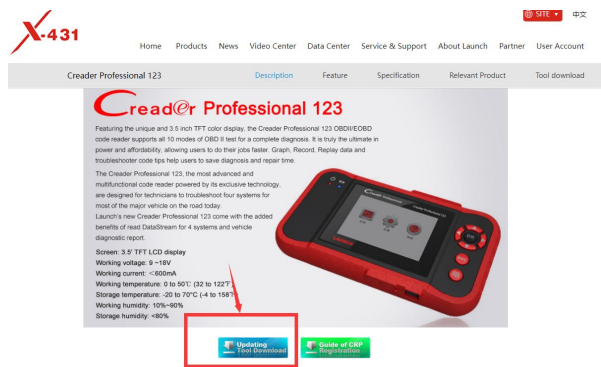 SITE ▼ 中文
X-431
Home Products News Video Center Data Center Service & Support About Launch Partner User Account
Creader Professional 123 Description Feature Specification Relevant Product Tool download
Cread@r Professional 123
Featuring the unique and 3.5 inch TFT color display, the Creader Professional 123 OBDII/EOBD
code reader supports all 10 modes of OBD II test for a complete diagnosis. It is truly the ultimate in
power and affordability, allowing users to do their jobs faster. Graph, Record, Replay data and
troubleshooter code tips help users to save diagnosis and repair time.
The Creader Professional 123, the most advanced and
multifunctional code reader powered by its exclusive technology,
are designed for technicians to troubleshoot four systems for
most of the major vehicle on the road today.
Launch's new Creader Professional 123 come with the added
benefits of read DataStream for 4 systems and vehicle
diagnostic report.
Screen: 3.5' TFT LCD display
Working voltage: 9 ~18V
Working current: <600mA
Working temperature: 0 to 50℃ (32 to 122℉)
Storage temperature: -20 to 70°C (-4 to 158℉)
Working humidity: 10%~90%
Storage humidity: <80%
Updating
Tool Download
Guide of CRP
Registration